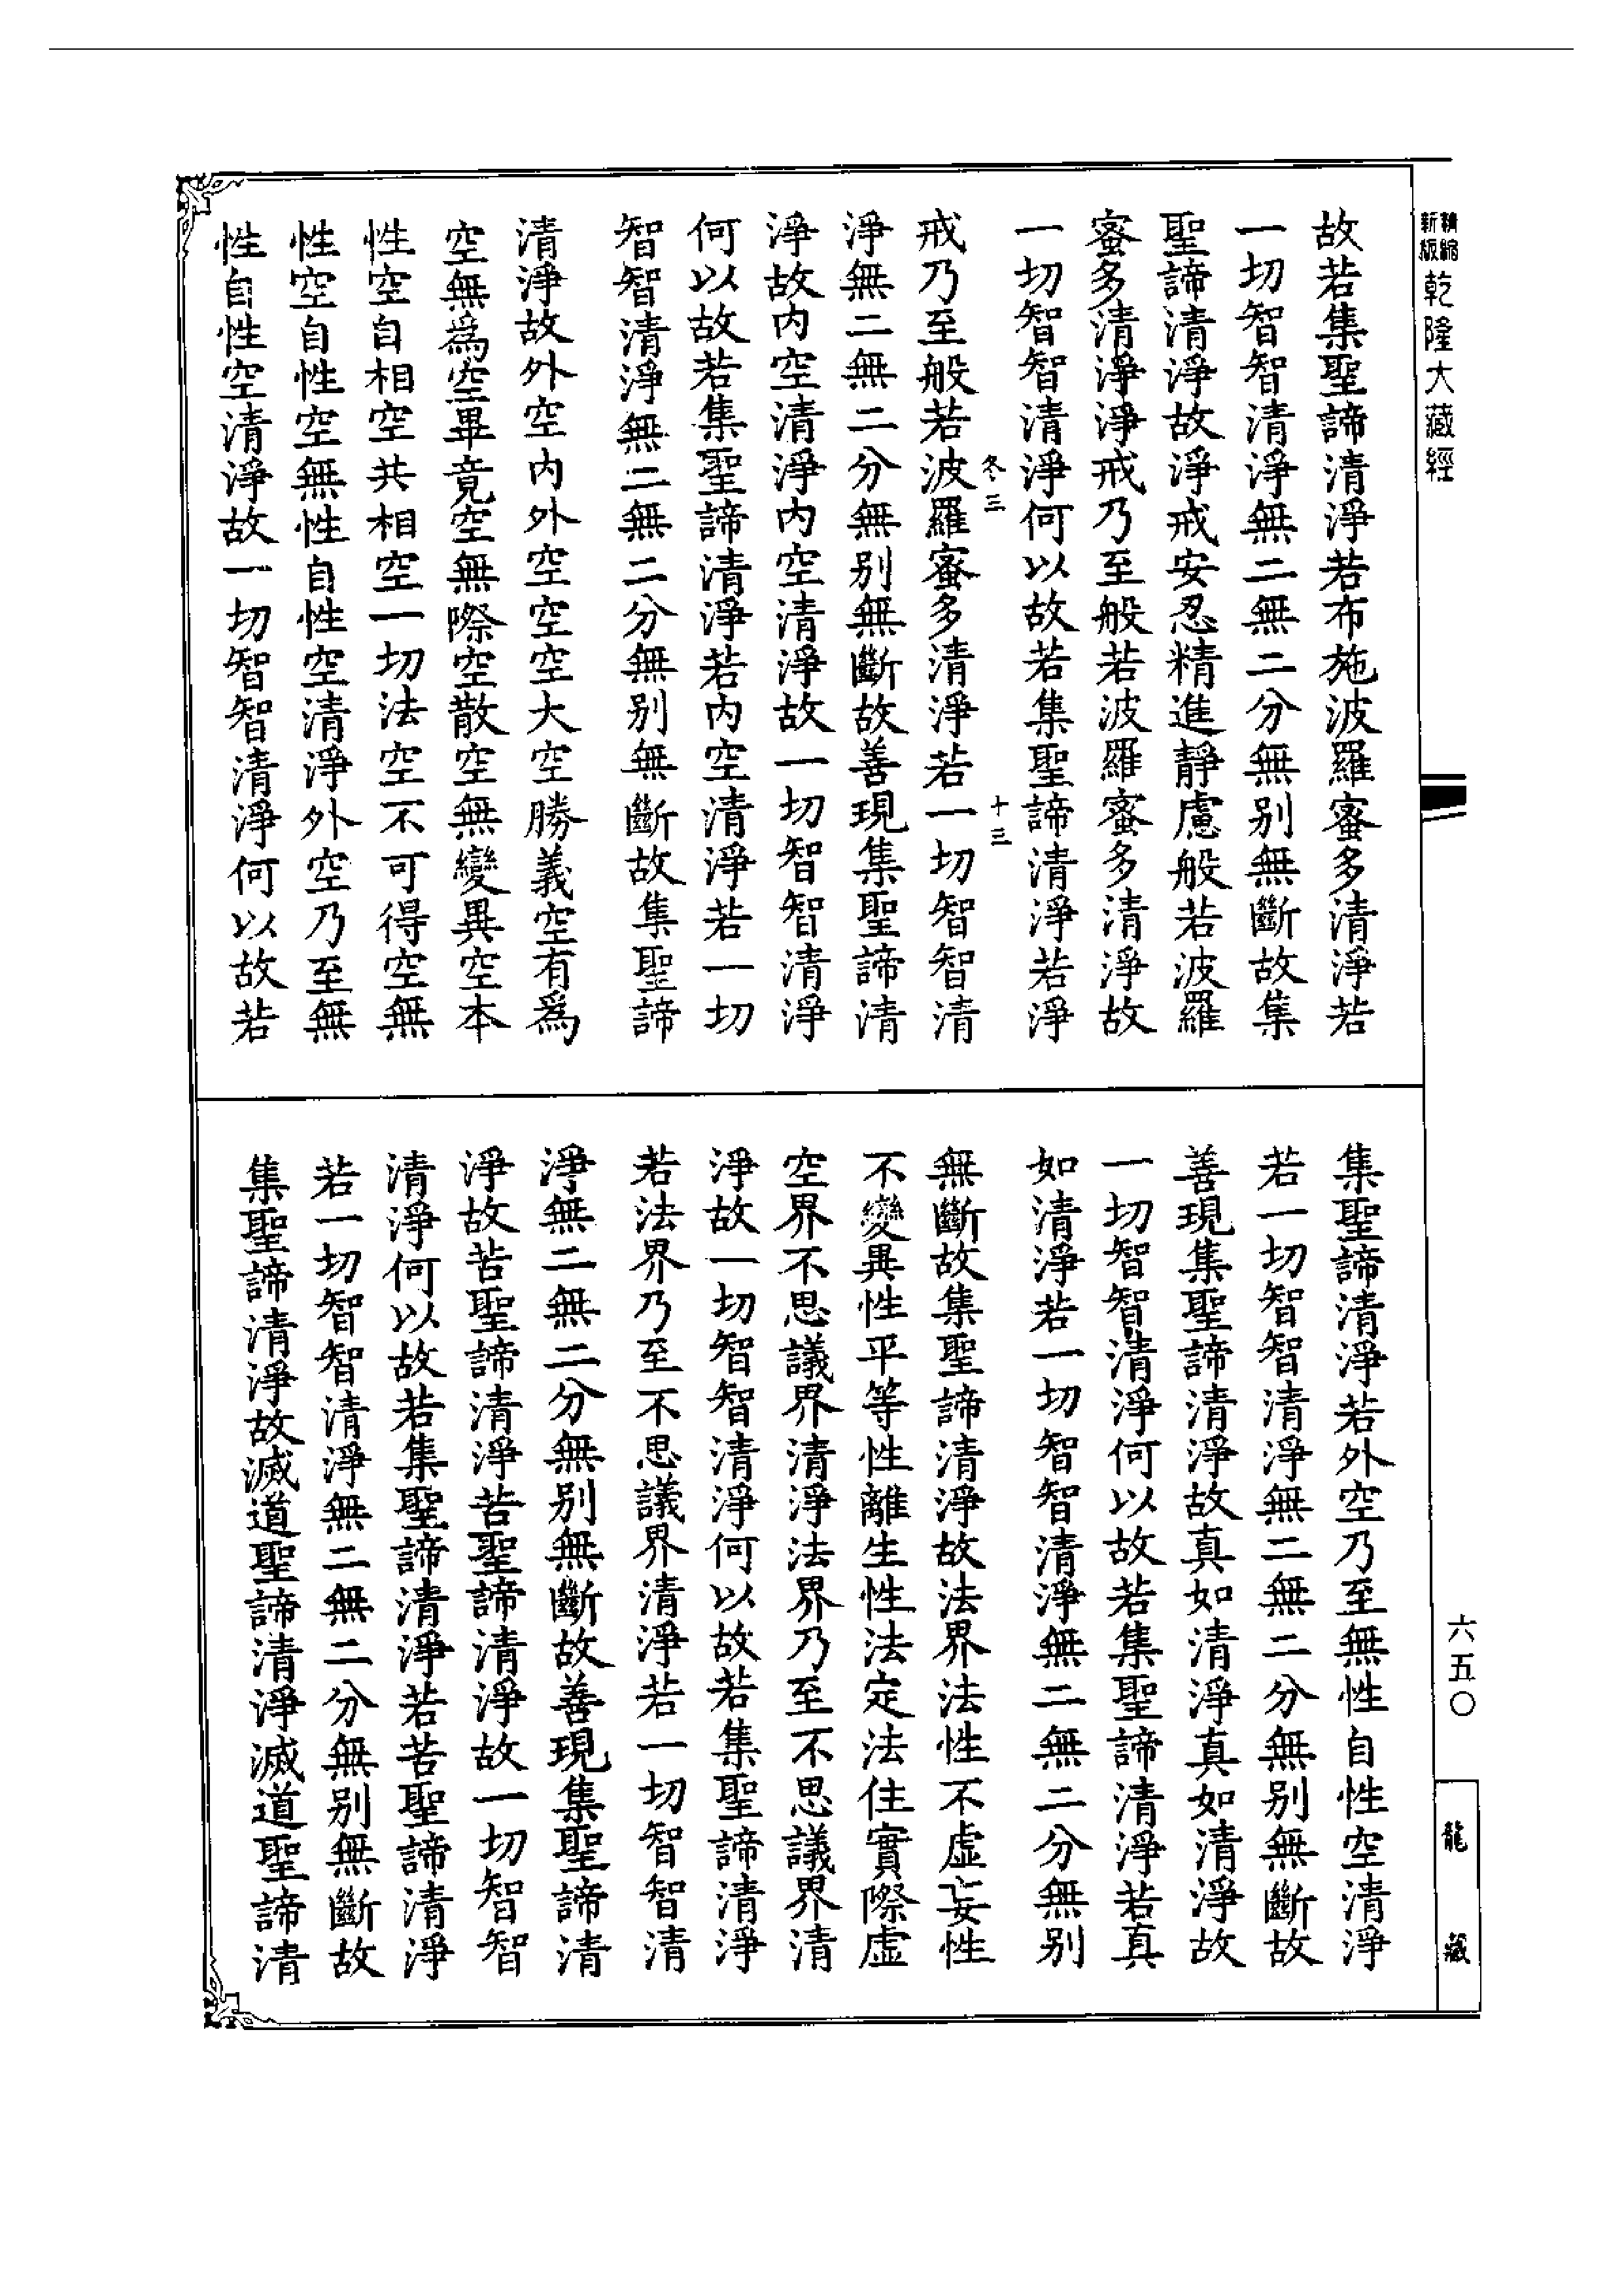 精縮新版乾隆大藏經
故若集聖諦清淨若布施波羅蜜多清淨若
一切智智清淨無二無二分無別無斷故集
聖諦清淨故淨戒安忍精進靜慮般若波羅
蜜多清淨淨戒乃至般若波羅蜜多清淨故
一切智智清淨何以故若集聖諦清淨若淨
冬三 十三
戒乃至般若波羅蜜多清淨若一切智智清
淨無二無二分無別無斷故善現集聖諦清
淨故內空清淨內空清淨故一切智智清淨
何以故若集聖諦清淨若內空清淨若一切
智智清淨無二無二分無別無斷故集聖諦
清淨故外空內外空空空大空勝義空有為
空無為空畢竟空無際空散空無變異空本
性空自相空共相空一切法空不可得空無
性空自性空無性自性空清淨外空乃至無
性自性空清淨故一切智智清淨何以故若
集聖諦清淨若外空乃至無性自性空清淨
若一切智智清淨無二無二分無別無斷故
善現集聖諦清淨故真如清淨真如清淨故
一切智智清淨何以故若集聖諦清淨若真
如清淨若一切智智清淨無二無二分無別
無斷故集聖諦清淨故法界法性不虛妄性
不變異性平等性離生性法定法住實際虛
空界不思議界清淨法界乃至不思議界清
淨故一切智智清淨何以故若集聖諦清淨
若法界乃至不思議界清淨若一切智智清
淨無二無二分無別無斷故善現集聖諦清
淨故苦聖諦清淨苦聖諦清淨故一切智智
清淨何以故若集聖諦清淨若苦聖諦清淨
若一切智智清淨無二無二分無別無斷故
集聖諦清淨故滅道聖諦清淨滅道聖諦清
六五〇
龍藏